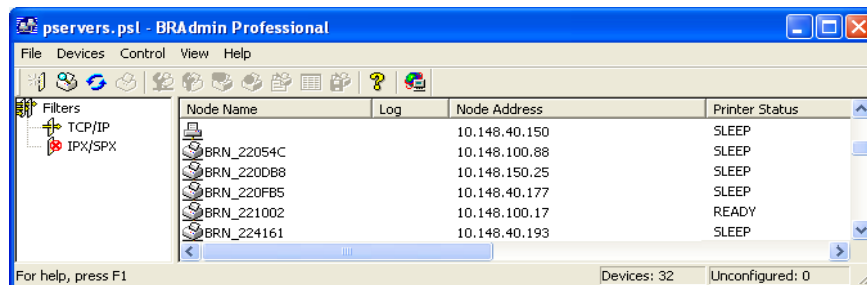 pservers.psl - BRAdmin Professional
File Devices Control View Help
Filters
TCP/IP
IPX/SPX
Node Name Log Node Address Printer Status
10.148.40.150 SLEEP
BRN_22054C 10.148.100.88 SLEEP
BRN_220DB8 10.148.150.25 SLEEP
BRN_220FB5 10.148.40.177 SLEEP
BRN_221002 10.148.100.17 READY
BRN_224161 10.148.40.193 SLEEP
For help, press F1 Devices: 32 Unconfigured: 0